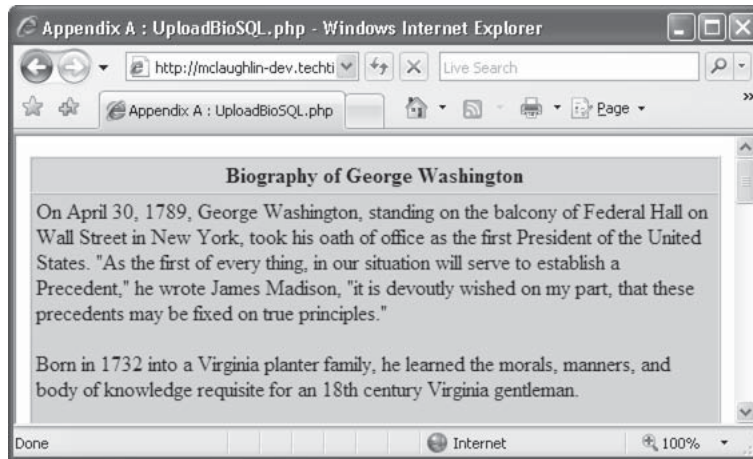 Appendix A : UploadBioSQL.php - Windows Internet Explorer
http://mclaughlin-dev.techti
Live Search
Appendix A : UploadBioSQL.php
Page
»
Biography of George Washington
On April 30, 1789, George Washington, standing on the balcony of Federal Hall on
Wall Street in New York, took his oath of office as the first President of the United
States. "As the first of every thing, in our situation will serve to establish a
Precedent," he wrote James Madison, "it is devoutly wished on my part, that these
precedents may be fixed on true principles."
Born in 1732 into a Virginia planter family, he learned the morals, manners, and
body of knowledge requisite for an 18th century Virginia gentleman.
Done
Internet
100%